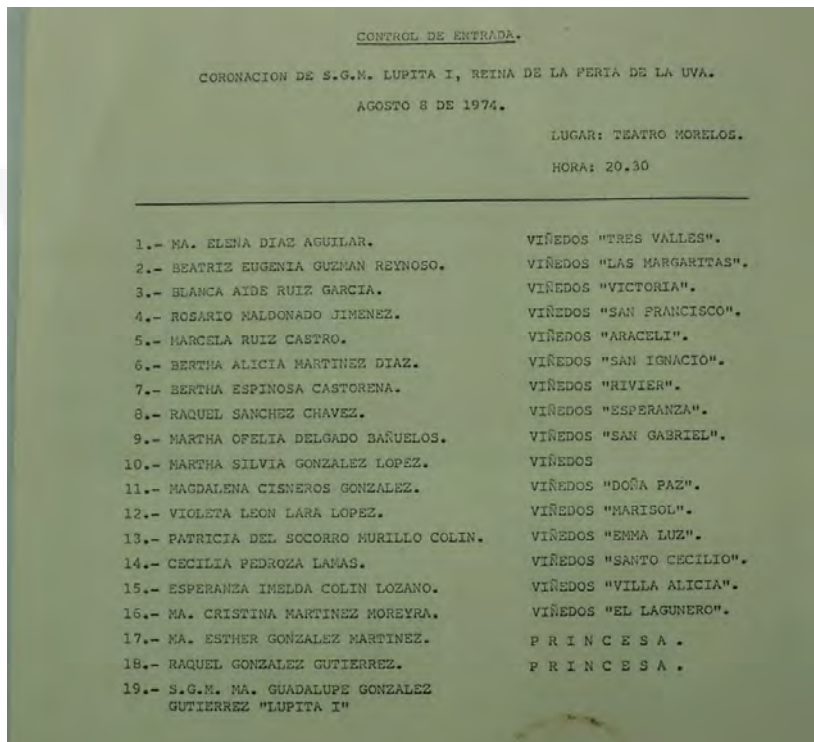 CONTROL DE ENTRADA.
CORONACION DE S.G.M. LUPITA I, REINA DE LA FERIA DE LA UVA.
AGOSTO 8 DE 1974.
LUGAR: TEATRO MORELOS.
HORA: 20.30
1.- MA. ELENA DIAZ AGUILAR. VIÑEDOS "TRES VALLES".
2.- BEATRIZ EUGENIA GUZMAN REYNOSO. VIÑEDOS "LAS MARGARITAS".
3.- BLANCA AIDE RUIZ GARCIA. VIÑEDOS "VICTORIA".
4.- ROSARIO MALDONADO JIMENEZ. VIÑEDOS "SAN FRANCISCO".
5.- MARCELA RUIZ CASTRO. VIÑEDOS "ARACELI".
6.- BERTHA ALICIA MARTINEZ DIAZ. VIÑEDOS "SAN IGNACIO".
7.- BERTHA ESPINOSA CASTORENA. VIÑEDOS "RIVIER".
8.- RAQUEL SANCHEZ CHAVEZ. VIÑEDOS "ESPERANZA".
9.- MARTHA OFELIA DELGADO BAÑUELOS. VIÑEDOS "SAN GABRIEL".
10.- MARTHA SILVIA GONZALEZ LOPEZ. VIÑEDOS
11.- MAGDALENA CISNEROS GONZALEZ. VIÑEDOS "DOÑA PAZ".
12.- VIOLETA LEON LARA LOPEZ. VIÑEDOS "MARISOL".
13.- PATRICIA DEL SOCORRO MURILLO COLIN. VIÑEDOS "EMMA LUZ".
14.- CECILIA PEDROZA LAMAS. VIÑEDOS "SANTO CECILIO".
15.- ESPERANZA IMELDA COLIN LOZANO. VIÑEDOS "VILLA ALICIA".
16.- MA. CRISTINA MARTINEZ MOREYRA. VIÑEDOS "EL LAGUNERO".
17.- MA. ESTHER GONZALEZ MARTINEZ. P R I N C E S A .
18.- RAQUEL GONZALEZ GUTIERREZ. P R I N C E S A .
19.- S.G.M. MA. GUADALUPE GONZALEZ
GUTIERREZ "LUPITA I"